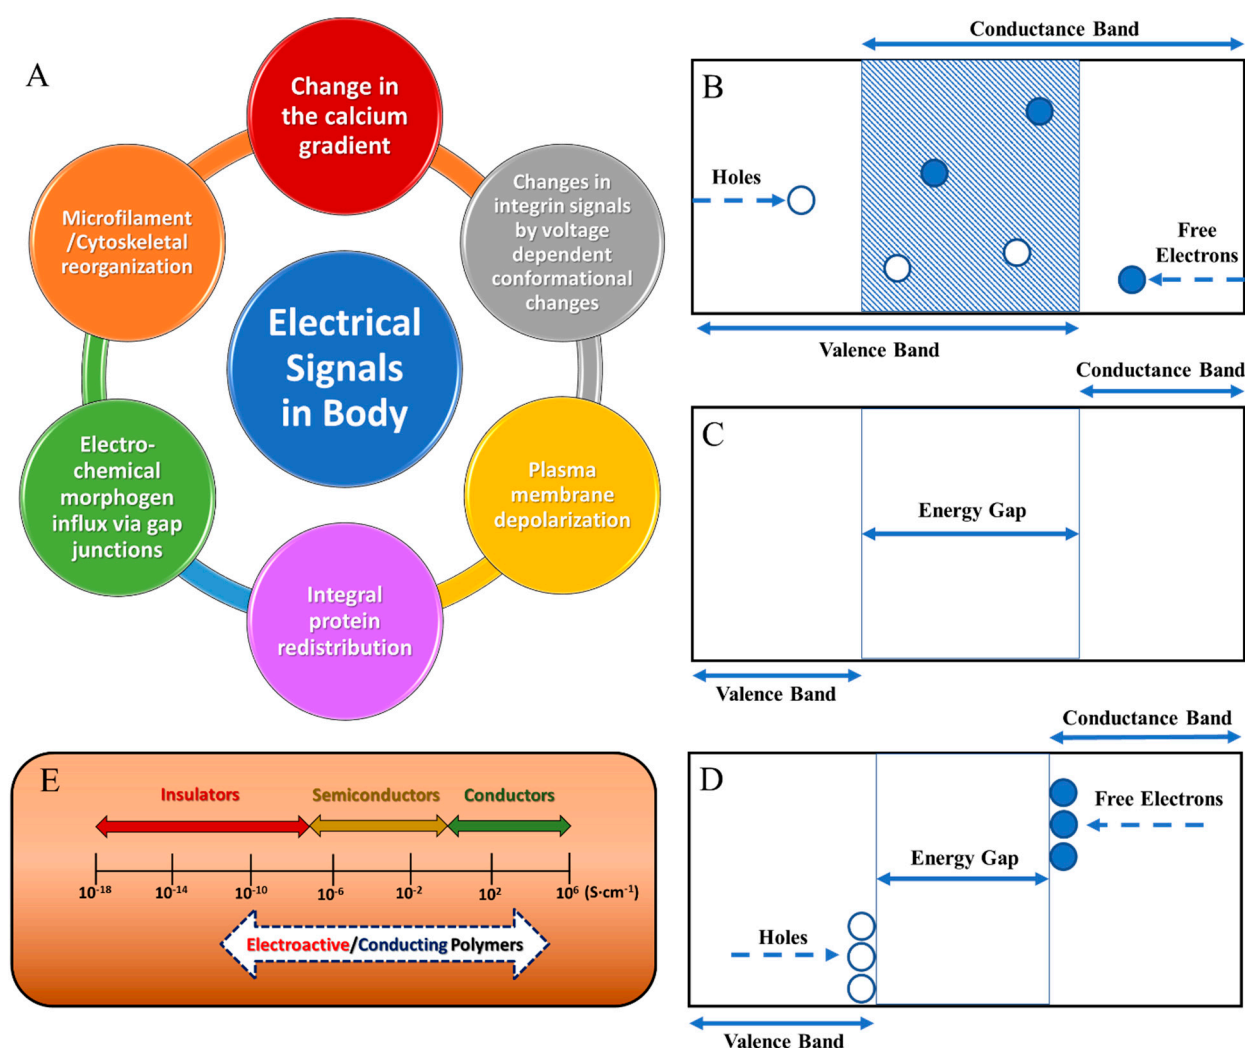 A
Change in
the calcium
gradient
Changes in
integrin signals
by voltage
dependent
conformational
changes
Microfilament
/Cytoskeletal
reorganization
Electrical
Signals
in Body
Electro-
chemical
morphogen
influx via gap
junctions
Plasma
membrane
depolarization
Integral
protein
redistribution
Conductance Band
B
Holes
Free
Electrons
Valence Band
Conductance Band
C
Energy Gap
Valence Band
Conductance Band
D
Free Electrons
Energy Gap
Holes
Valence Band
E
Insulators Semiconductors Conductors
10⁻¹⁸ 10⁻¹⁴ 10⁻¹⁰ 10⁻⁶ 10⁻² 10² 10⁶ (S·cm⁻¹)
Electroactive/Conducting Polymers